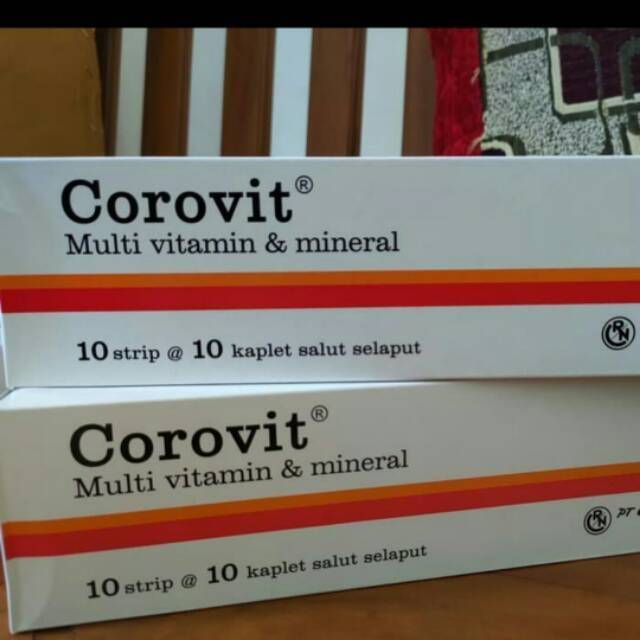 Corovit®
Multi vitamin & mineral
10 strip @ 10 kaplet salut selaput
Corovit®
Multi vitamin & mineral
PT
10 strip @ 10 kaplet salut selaput